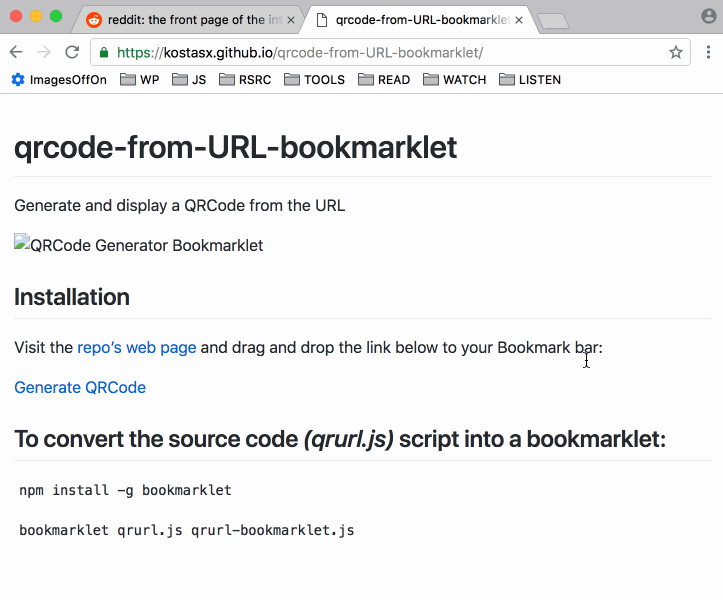 reddit: the front page of the int
qrcode-from-URL-bookmarklet
https://kostasx.github.io/qrcode-from-URL-bookmarklet/
ImagesOffOn WP JS RSRC TOOLS READ WATCH LISTEN
qrcode-from-URL-bookmarklet
Generate and display a QRCode from the URL
QRCode Generator Bookmarklet
Installation
Visit the repo’s web page and drag and drop the link below to your Bookmark bar:
Generate QRCode
To convert the source code (qrurl.js) script into a bookmarklet:
npm install -g bookmarklet
bookmarklet qrurl.js qrurl-bookmarklet.js